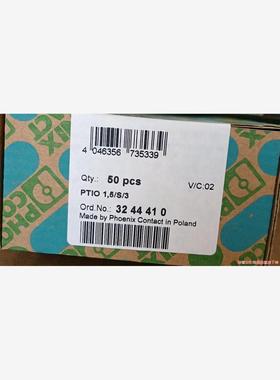 4 046356 735339
Qty.: 50 pcs V/C:02
PTIO 1,5/S/3
Ord.No.: 32 44 41 0
Made by Phoenix Contact in Poland